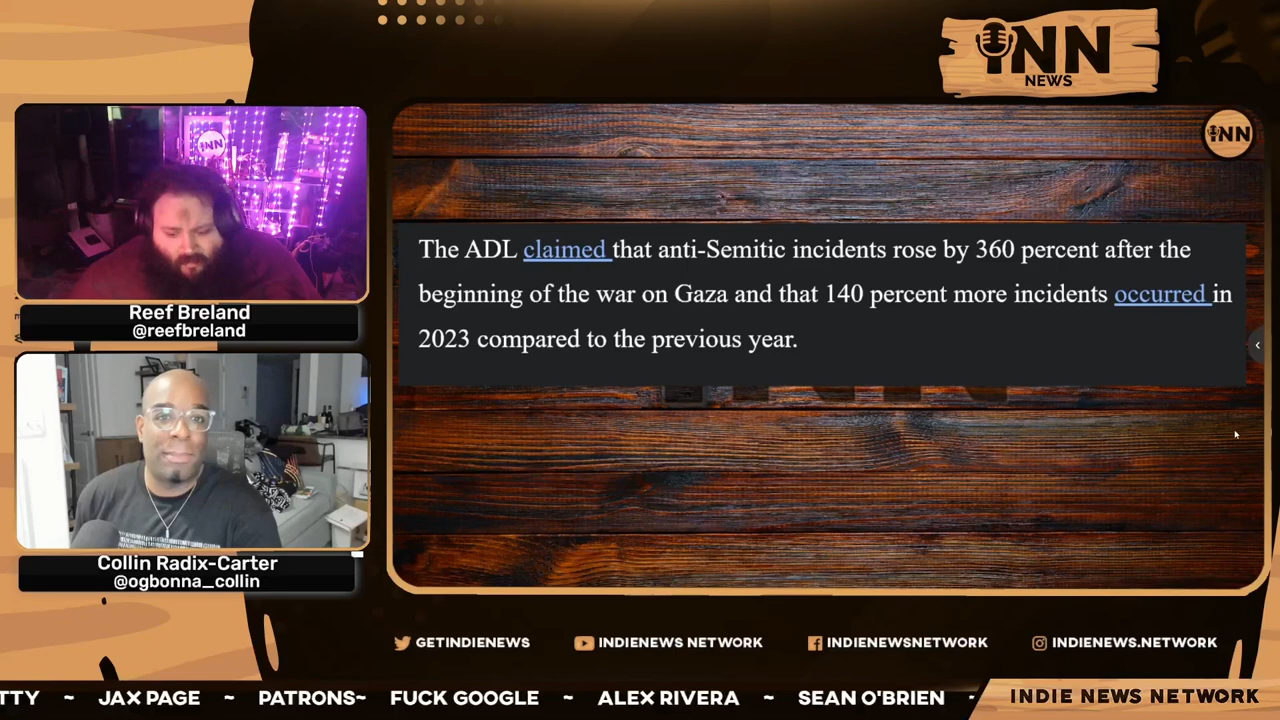 INN
NEWS
INN
INN
The ADL claimed that anti-Semitic incidents rose by 360 percent after the
beginning of the war on Gaza and that 140 percent more incidents occurred in
2023 compared to the previous year.
Reef Breland
@reefbreland
Collin Radix-Carter
@ogbonna_collin
GETINDIENEWS
INDIENEWS NETWORK
INDIENEWSNETWORK
INDIENEWS.NETWORK
TTY ~ JAX PAGE ~ PATRONS~ FUCK GOOGLE ~ ALEX RIVERA ~ SEAN O'BRIEN -
INDIE NEWS NETWORK